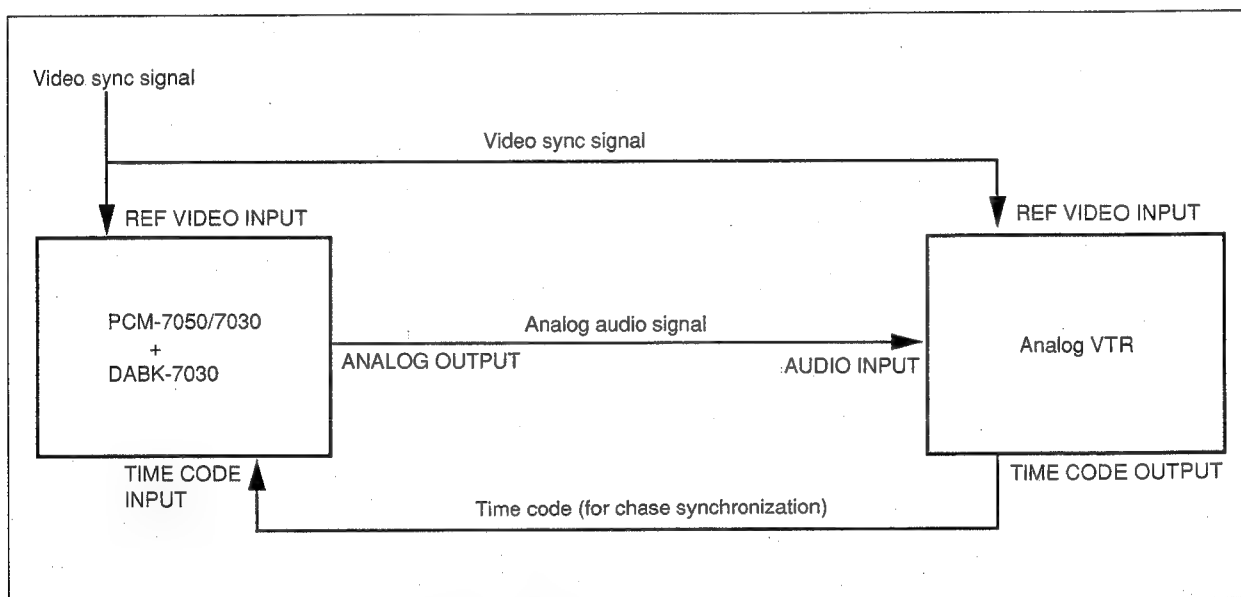 Video sync signal
Video sync signal
REF VIDEO INPUT
REF VIDEO INPUT
PCM-7050/7030
+
DABK-7030
Analog audio signal
ANALOG OUTPUT
AUDIO INPUT
Analog VTR
TIME CODE
INPUT
TIME CODE OUTPUT
Time code (for chase synchronization)